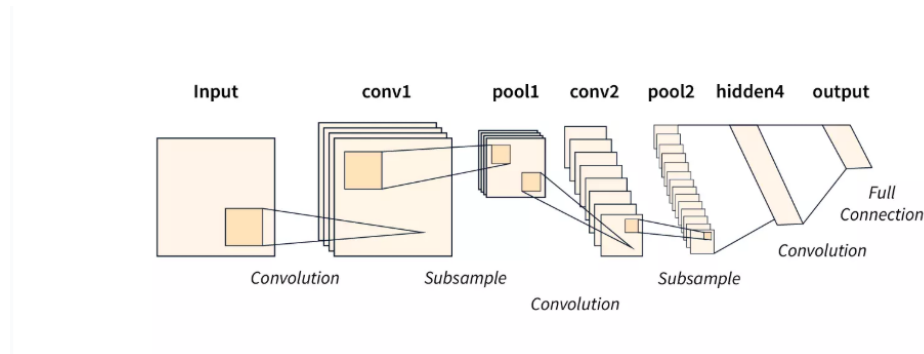 Input conv1 pool1 conv2 pool2 hidden4 output
Full
Connection
Convolution
Convolution Subsample Subsample
Convolution